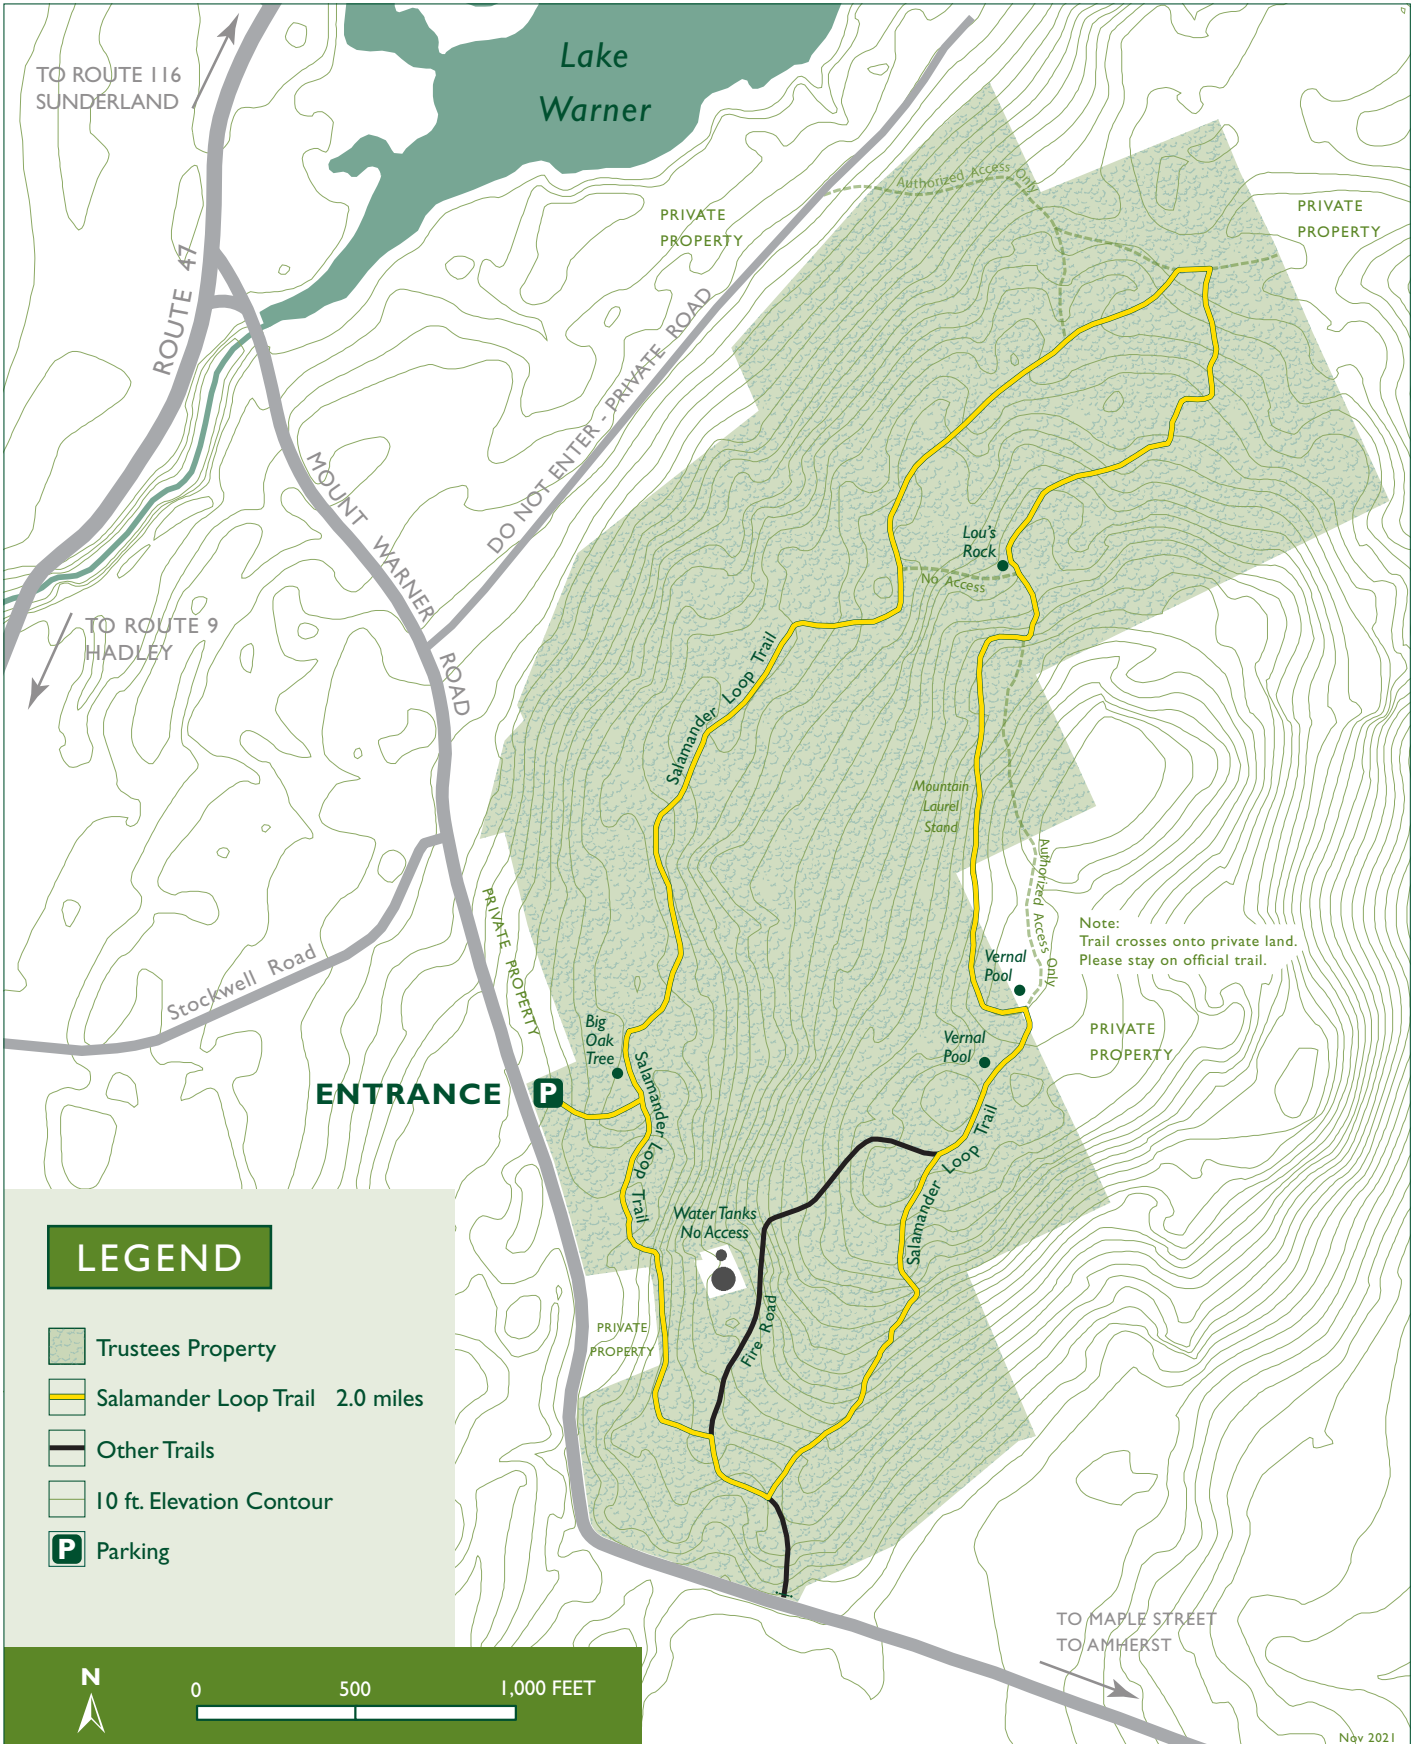 Lake
Warner
TO ROUTE 116
SUNDERLAND
Authorized Access Only
PRIVATE
PROPERTY
PRIVATE
PROPERTY
ROUTE 47
DO NOT ENTER - PRIVATE ROAD
MOUNT WARNER ROAD
Lou's
Rock
No Access
TO ROUTE 9
HADLEY
Salamander Loop Trail
Mountain
Laurel
Stand
Authorized Access Only
PRIVATE PROPERTY
Note:
Trail crosses onto private land.
Please stay on official trail.
Stockwell Road
Vernal
Pool
Big
Oak
Tree
Vernal
Pool
PRIVATE
PROPERTY
ENTRANCE
P
Salamander Loop Trail
Salamander Loop Trail
Water Tanks
No Access
Fire Road
PRIVATE
PROPERTY
LEGEND
Trustees Property
Salamander Loop Trail 2.0 miles
Other Trails
10 ft. Elevation Contour
P Parking
TO MAPLE STREET
TO AMHERST
N
0 500 1,000 FEET
Nov 2021